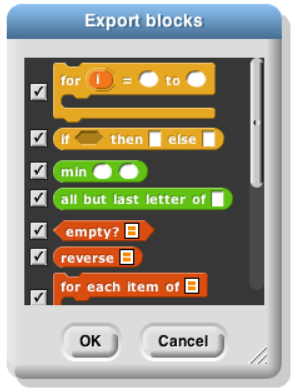 Export blocks
for i = to
if then else
min
all but last letter of
empty?
reverse
for each item of
OK Cancel